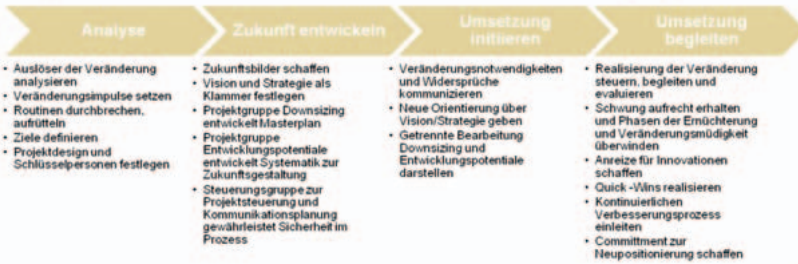 Analyse
• Auslöser der Veränderung
analysieren
• Veränderungsimpulse setzen
• Routinen durchbrechen,
aufrütteln
• Ziele definieren
• Projektdesign und
Schlüsselpersonen festlegen
Zukunft entwickeln
• Zukunftsbilder schaffen
• Vision und Strategie als
Klammer festlegen
• Projektgruppe Downsizing
entwickelt Masterplan
• Projektgruppe
Entwicklungspotentiale
entwickelt Systematik zur
Zukunftsgestaltung
• Steuerungsgruppe zur
Projektsteuerung und
Kommunikationsplanung
gewährleistet Sicherheit im
Prozess
Umsetzung
initiieren
• Veränderungsnotwendigkeiten
und Widersprüche
kommunizieren
• Neue Orientierung über
Vision/Strategie geben
• Getrennte Bearbeitung
Downsizing und
Entwicklungspotentiale
darstellen
Umsetzung
begleiten
• Realisierung der Veränderung
steuern, begleiten und
evaluieren
• Schwung aufrecht erhalten
und Phasen der Ernüchterung
und Veränderungsmüdigkeit
überwinden
• Anreize für Innovationen
schaffen
• Quick -Wins realisieren
• Kontinuierlichen
Verbesserungsprozess
einleiten
• Committment zur
Neupositionierung schaffen